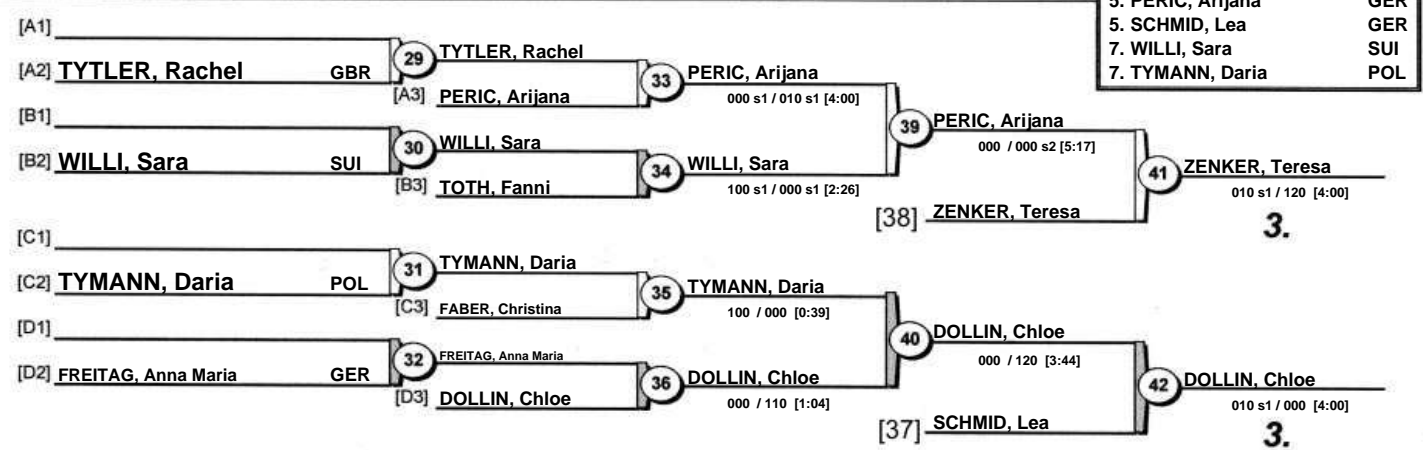 5. PERIC, Arijana GER
5. SCHMID, Lea GER
7. WILLI, Sara SUI
7. TYMANN, Daria POL
[A1]
[A2] TYTLER, Rachel GBR
29 TYTLER, Rachel
[A3] PERIC, Arijana
33 PERIC, Arijana
000 s1 / 010 s1 [4:00]
[B1]
[B2] WILLI, Sara SUI
30 WILLI, Sara
[B3] TOTH, Fanni
34 WILLI, Sara
100 s1 / 000 s1 [2:26]
39 PERIC, Arijana
000 / 000 s2 [5:17]
[38] ZENKER, Teresa
41 ZENKER, Teresa
010 s1 / 120 [4:00]
3.
[C1]
[C2] TYMANN, Daria POL
31 TYMANN, Daria
[C3] FABER, Christina
35 TYMANN, Daria
100 / 000 [0:39]
[D1]
[D2] FREITAG, Anna Maria GER
32 FREITAG, Anna Maria
[D3] DOLLIN, Chloe
36 DOLLIN, Chloe
000 / 110 [1:04]
40 DOLLIN, Chloe
000 / 120 [3:44]
[37] SCHMID, Lea
42 DOLLIN, Chloe
010 s1 / 000 [4:00]
3.